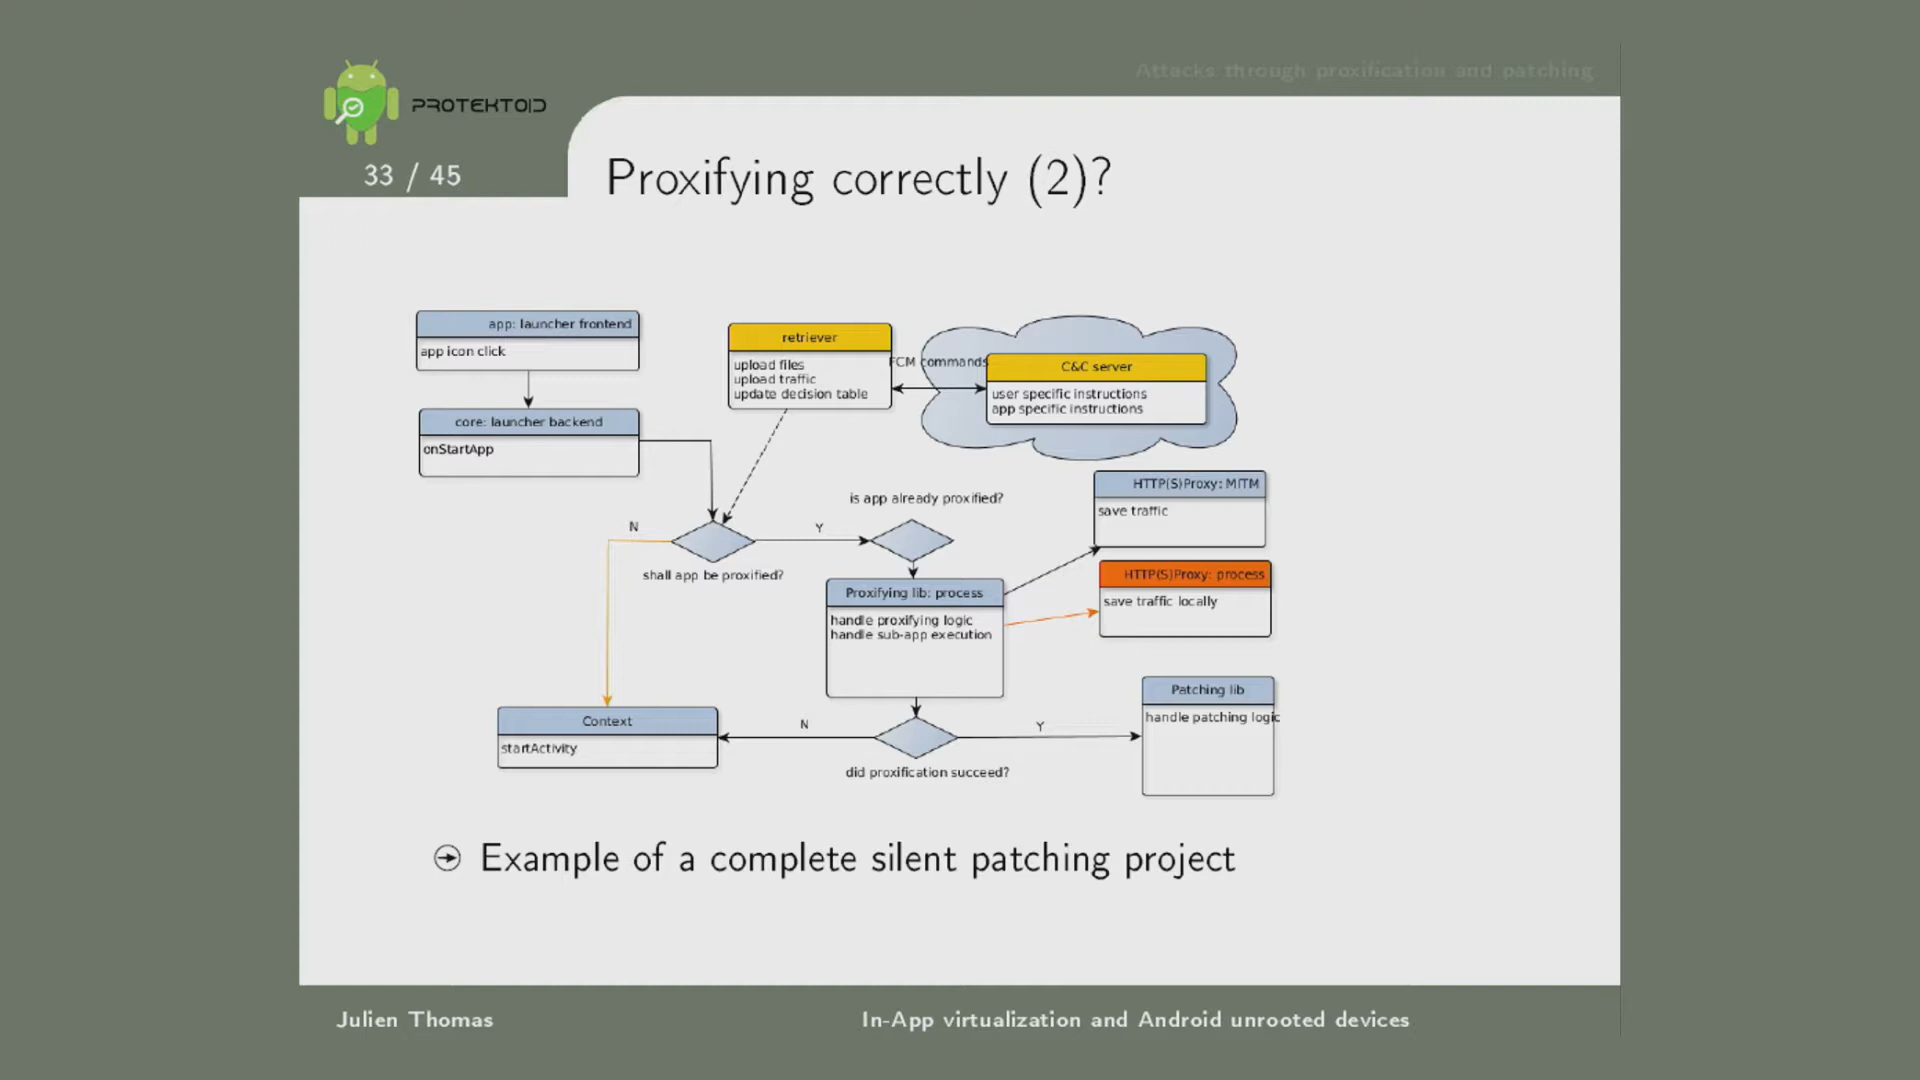 Attacks through proxification and patching
PROTEKTOID
33 / 45
Proxifying correctly (2)?
app: launcher frontend
app icon click
core: launcher backend
onStartApp
retriever
upload files
upload traffic
update decision table
FCM commands
C&C server
user specific instructions
app specific instructions
is app already proxified?
HTTP(S)Proxy: MITM
save traffic
N
Y
shall app be proxified?
HTTP(S)Proxy: process
save traffic locally
Proxifying lib: process
handle proxifying logic
handle sub-app execution
Patching lib
handle patching logic
Context
startActivity
N
Y
did proxification succeed?
Example of a complete silent patching project
Julien Thomas
In-App virtualization and Android unrooted devices